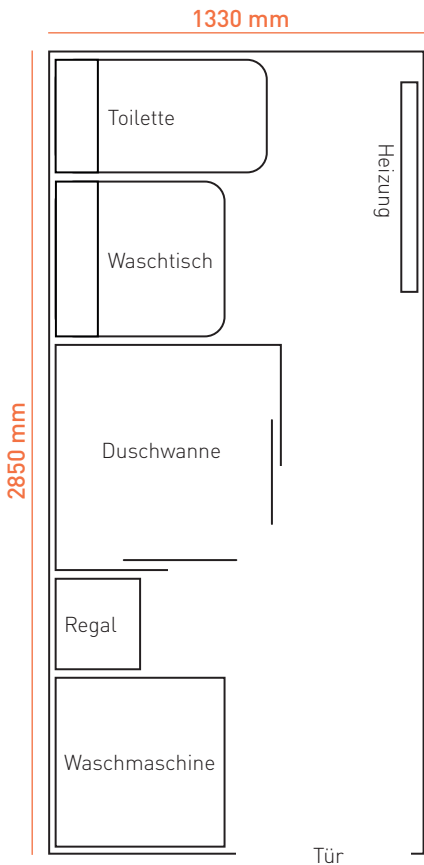 1330 mm
Toilette
Heizung
Waschtisch
2850 mm
Duschwanne
Regal
Waschmaschine
Tür